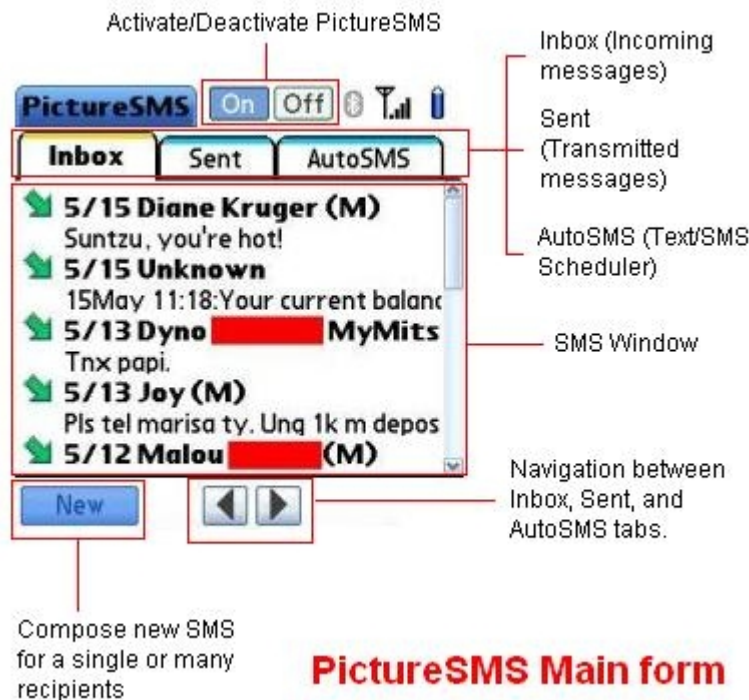 Activate/Deactivate PictureSMS
Inbox (Incoming
messages)
PictureSMS On Off
Sent
(Transmitted
messages)
Inbox Sent AutoSMS
AutoSMS (Text/SMS
Scheduler)
5/15 Diane Kruger (M)
Suntzu, you're hot!
5/15 Unknown
15May 11:18:Your current balanc
5/13 Dyno MyMits
Tnx papi.
5/13 Joy (M)
Pls tel marisa ty. Ung 1k m depos
5/12 Malou (M)
SMS Window
New
Navigation between
Inbox, Sent, and
AutoSMS tabs.
Compose new SMS
for a single or many
recipients
PictureSMS Main form